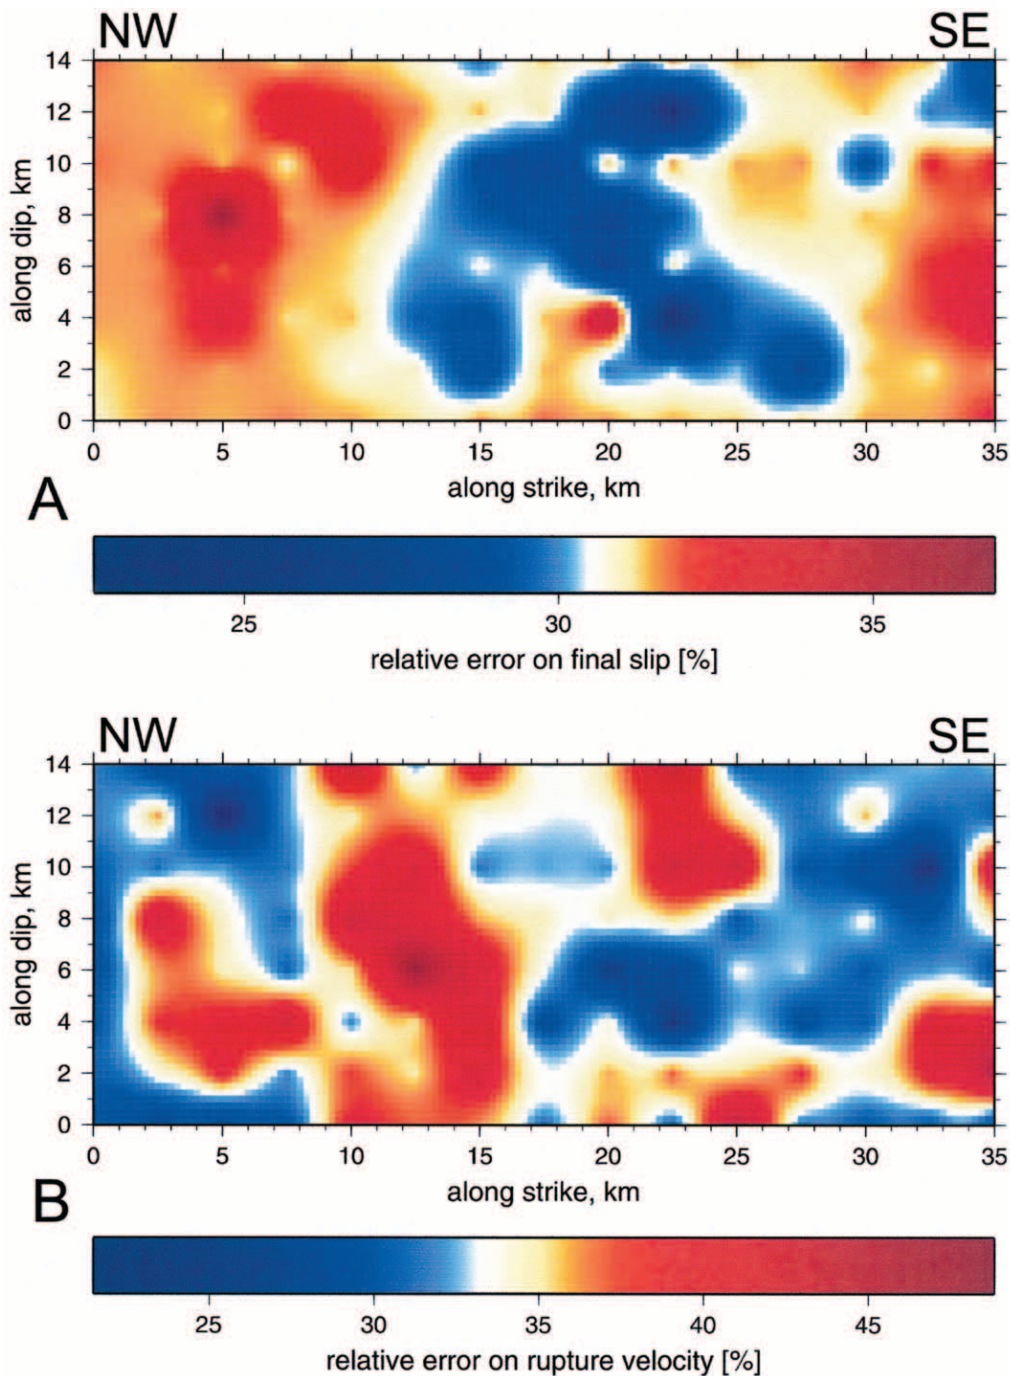 NW SE
14
12
10
8
6
4
2
0
along dip, km
0 5 10 15 20 25 30 35
along strike, km
A
25 30 35
relative error on final slip [%]
NW SE
14
12
10
8
6
4
2
0
along dip, km
0 5 10 15 20 25 30 35
along strike, km
B
25 30 35 40 45
relative error on rupture velocity [%]